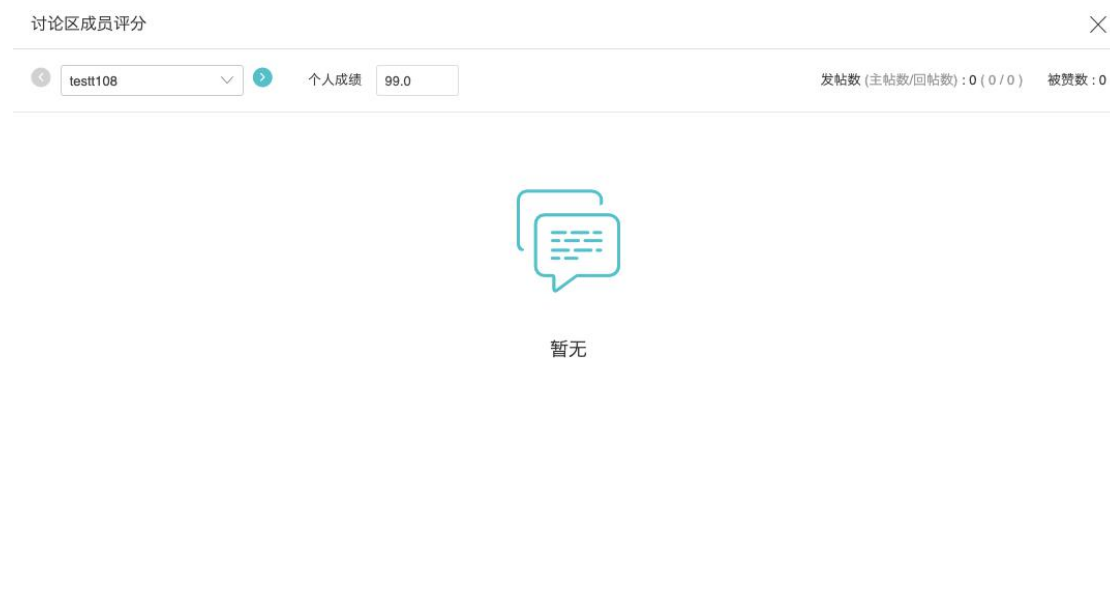 讨论区成员评分
testt108 个人成绩 99.0 发帖数 (主帖数/回帖数) : 0 ( 0 / 0 ) 被赞数 : 0
暂无